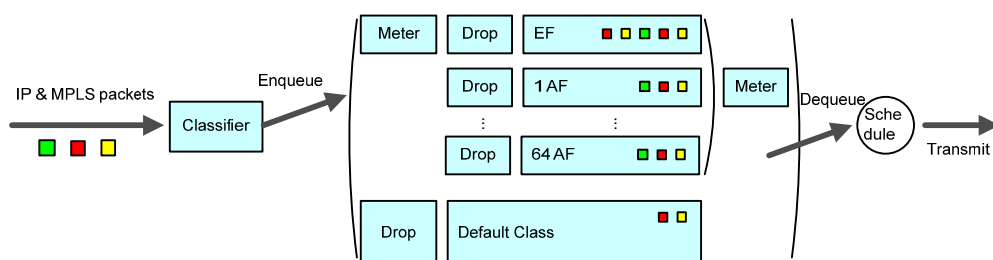 IP & MPLS packets
Classifier
Enqueue
Meter
Drop
EF
Drop
1 AF
Meter
...
...
Drop
64 AF
Drop
Default Class
Dequeue
Sche
dule
Transmit